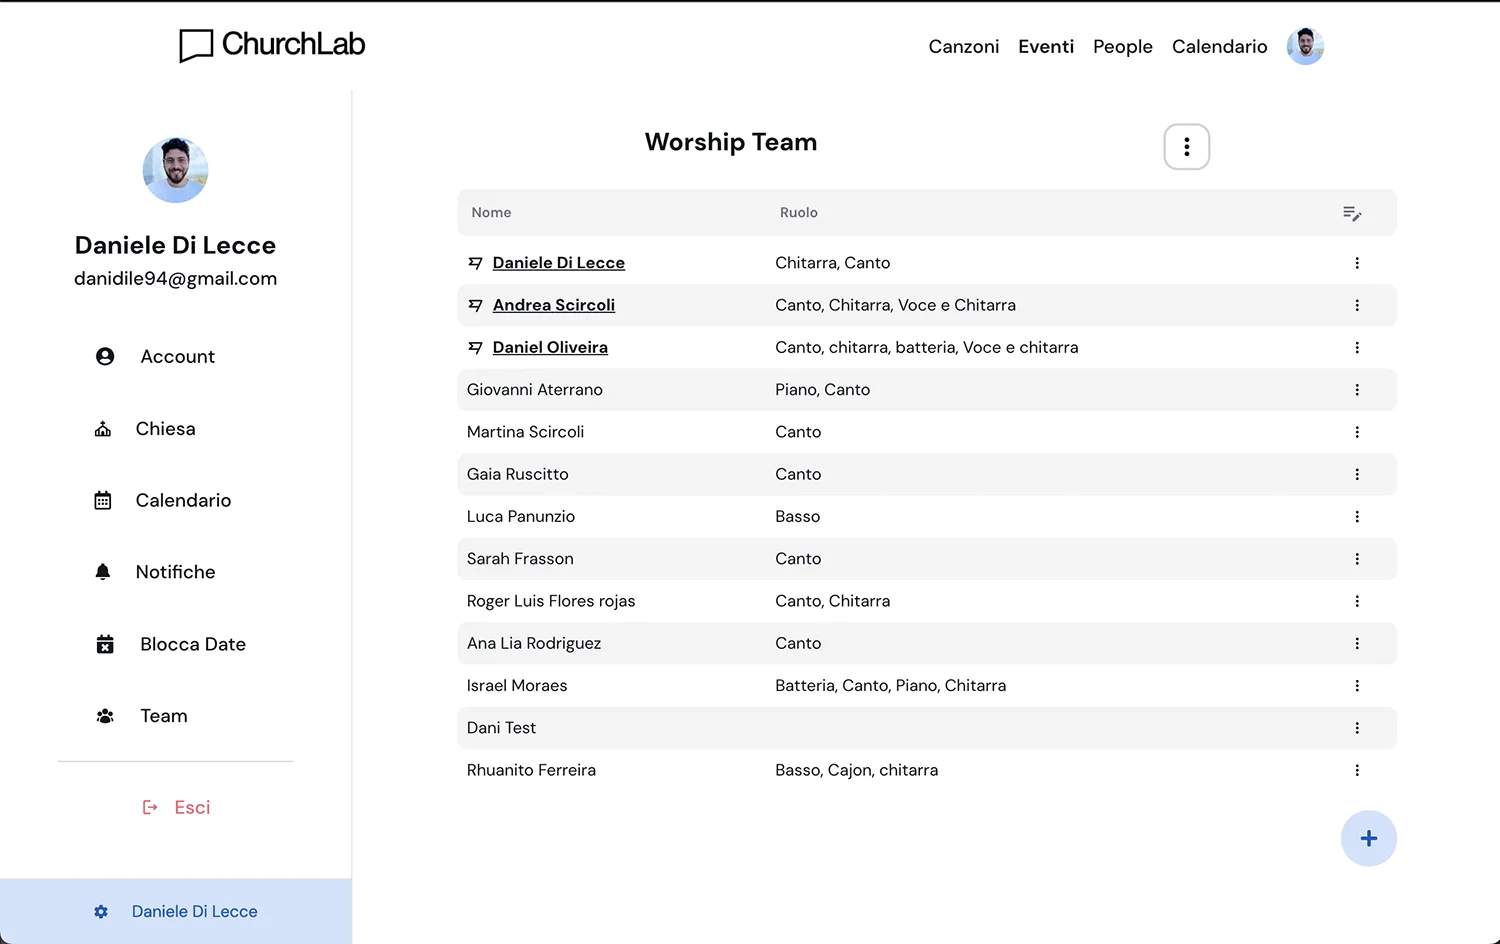 ChurchLab
Canzoni Eventi People Calendario
Daniele Di Lecce
danidile94@gmail.com
Account
Chiesa
Calendario
Notifiche
Blocca Date
Team
Esci
Daniele Di Lecce
Worship Team
Nome Ruolo
Daniele Di Lecce Chitarra, Canto
Andrea Scircoli Canto, Chitarra, Voce e Chitarra
Daniel Oliveira Canto, chitarra, batteria, Voce e chitarra
Giovanni Aterrano Piano, Canto
Martina Scircoli Canto
Gaia Ruscitto Canto
Luca Panunzio Basso
Sarah Frasson Canto
Roger Luis Flores rojas Canto, Chitarra
Ana Lia Rodriguez Canto
Israel Moraes Batteria, Canto, Piano, Chitarra
Dani Test
Rhuanito Ferreira Basso, Cajon, chitarra